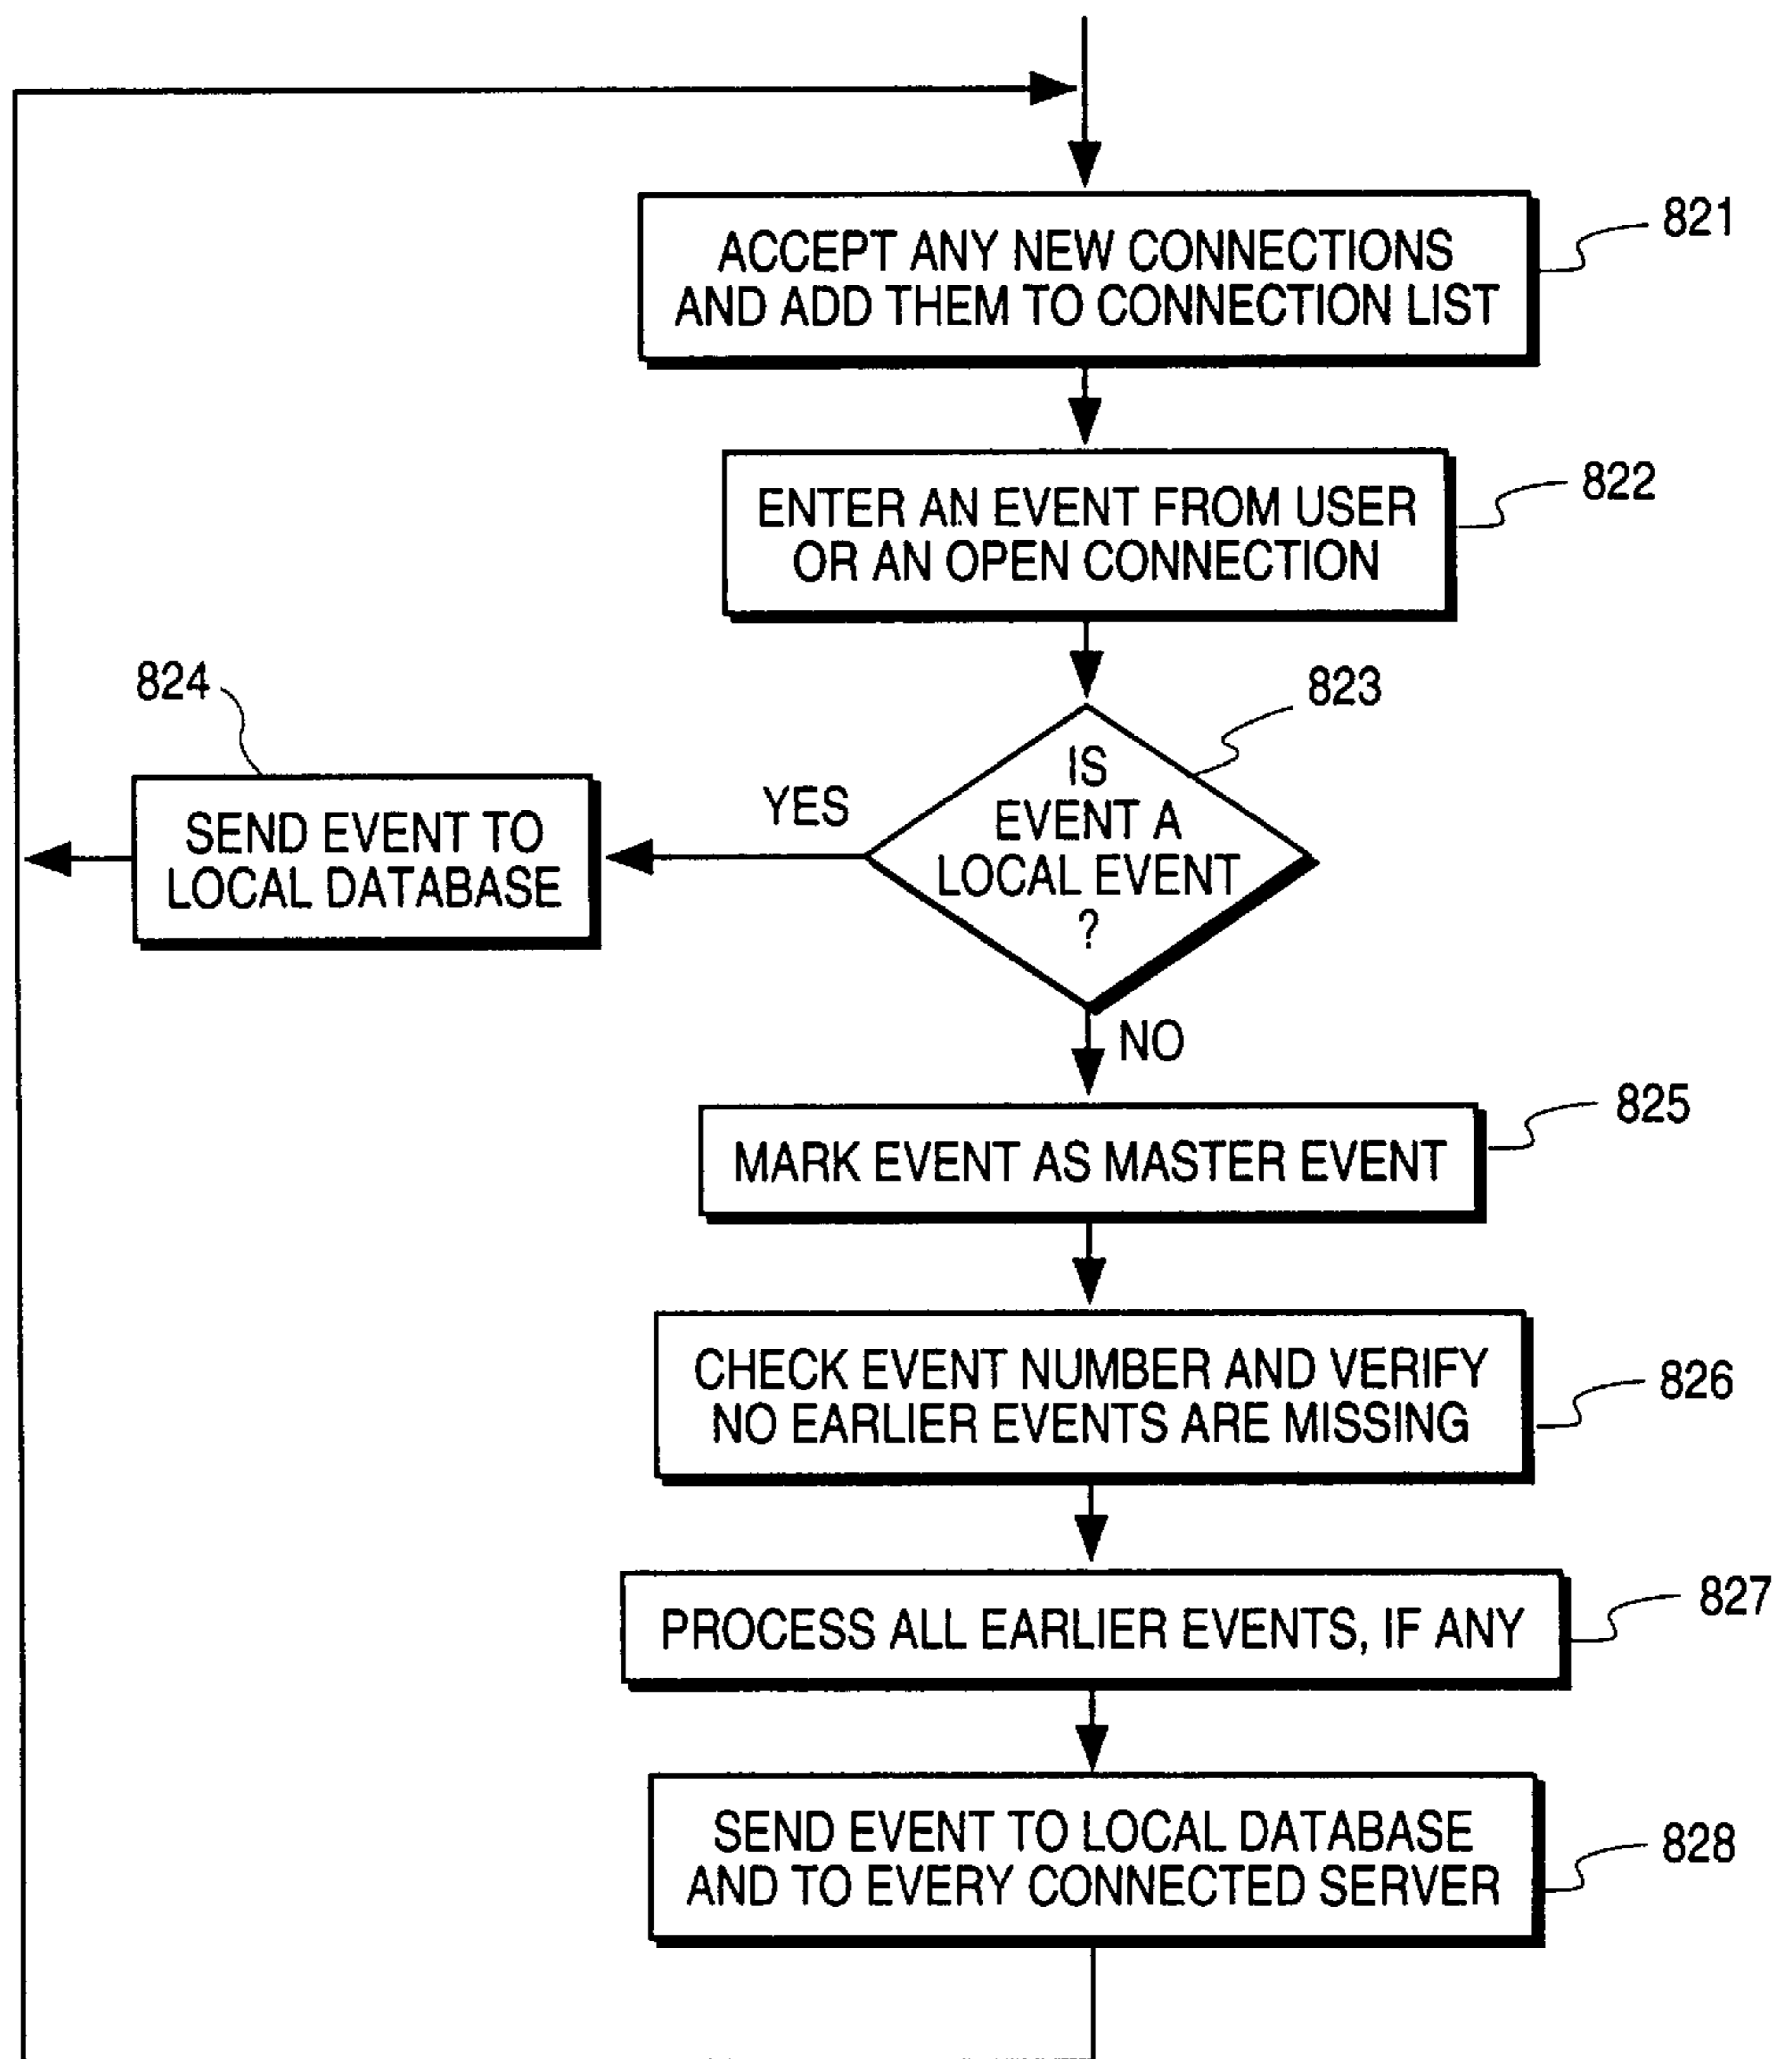 821
ACCEPT ANY NEW CONNECTIONS
AND ADD THEM TO CONNECTION LIST
822
ENTER AN EVENT FROM USER
OR AN OPEN CONNECTION
823
IS
EVENT A
LOCAL EVENT
?
YES
824
SEND EVENT TO
LOCAL DATABASE
NO
825
MARK EVENT AS MASTER EVENT
826
CHECK EVENT NUMBER AND VERIFY
NO EARLIER EVENTS ARE MISSING
827
PROCESS ALL EARLIER EVENTS, IF ANY
828
SEND EVENT TO LOCAL DATABASE
AND TO EVERY CONNECTED SERVER